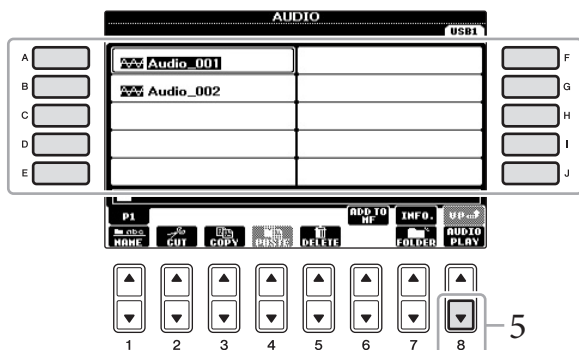 AUDIO
USB1
A
Audio_001
F
B
Audio_002
G
C
H
D
I
E
J
P1
ADD TO MF
INFO.
UP
abc NAME
CUT
COPY
PASTE
DELETE
FOLDER
AUDIO PLAY
1 2 3 4 5 6 7 8
5